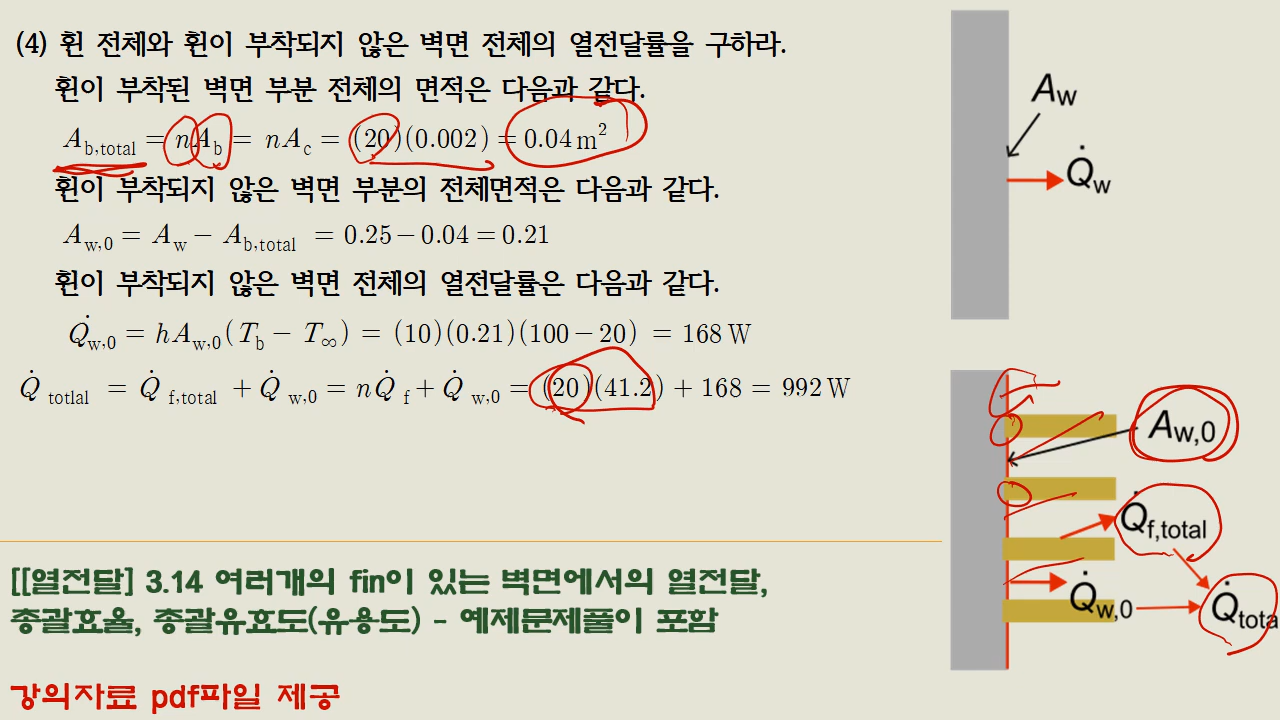 (4) 휜 전체와 휜이 부착되지 않은 벽면 전체의 열전달률을 구하라.
휜이 부착된 벽면 부분 전체의 면적은 다음과 같다.
A_b,total = nA_b = nA_c = (20)(0.002) = 0.04 m²
휜이 부착되지 않은 벽면 부분의 전체면적은 다음과 같다.
A_w,0 = A_w − A_b,total = 0.25 − 0.04 = 0.21
휜이 부착되지 않은 벽면 전체의 열전달률은 다음과 같다.
Q̇_w,0 = hA_w,0(T_b − T_∞) = (10)(0.21)(100 − 20) = 168 W
Q̇_totlal = Q̇_f,total + Q̇_w,0 = nQ̇_f + Q̇_w,0 = (20)(41.2) + 168 = 992 W
[[열전달] 3.14 여러개의 fin이 있는 벽면에서의 열전달,
총괄효율, 총괄유효도(유용도) - 예제문제풀이 포함
강의자료 pdf파일 제공
A_w
Q̇_w
A_w,0
Q̇_f,total
Q̇_w,0
Q̇_tota